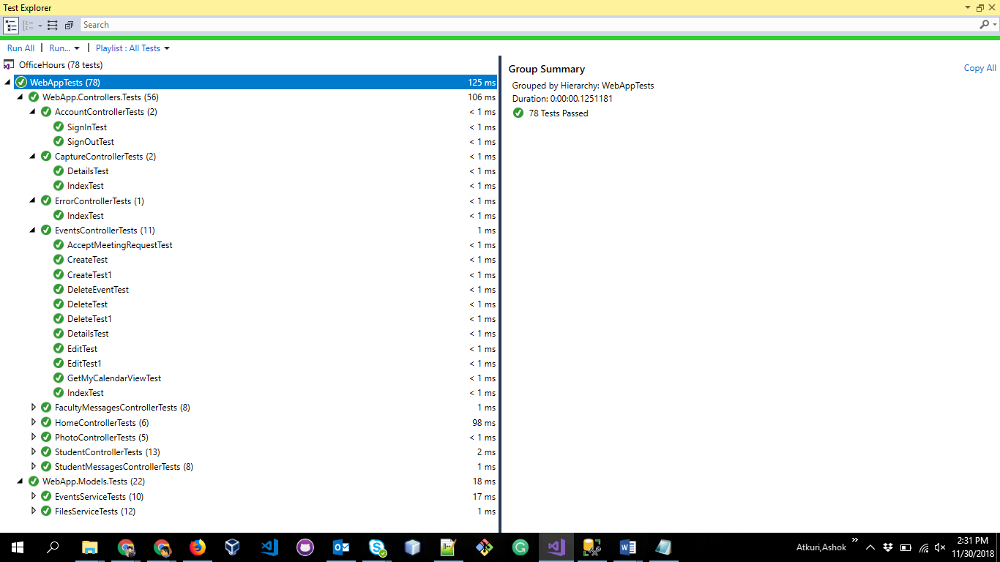 Test Explorer
Search
Run All | Run... | Playlist : All Tests
OfficeHours (78 tests)
WebAppTests (78) 125 ms
WebApp.Controllers.Tests (56) 106 ms
AccountControllerTests (2) < 1 ms
SignInTest < 1 ms
SignOutTest < 1 ms
CaptureControllerTests (2) < 1 ms
DetailsTest < 1 ms
IndexTest < 1 ms
ErrorControllerTests (1) < 1 ms
IndexTest < 1 ms
EventsControllerTests (11) 1 ms
AcceptMeetingRequestTest < 1 ms
CreateTest < 1 ms
CreateTest1 < 1 ms
DeleteEventTest < 1 ms
DeleteTest < 1 ms
DeleteTest1 < 1 ms
DetailsTest < 1 ms
EditTest < 1 ms
EditTest1 < 1 ms
GetMyCalendarViewTest < 1 ms
IndexTest < 1 ms
FacultyMessagesControllerTests (8) 1 ms
HomeControllerTests (6) 98 ms
PhotoControllerTests (5) < 1 ms
StudentControllerTests (13) 2 ms
StudentMessagesControllerTests (8) 1 ms
WebApp.Models.Tests (22) 18 ms
EventsServiceTests (10) 17 ms
FilesServiceTests (12) 1 ms
Group Summary
Copy All
Grouped by Hierarchy: WebAppTests
Duration: 0:00:00.1251181
78 Tests Passed
Atkuri,Ashok
2:31 PM
11/30/2018